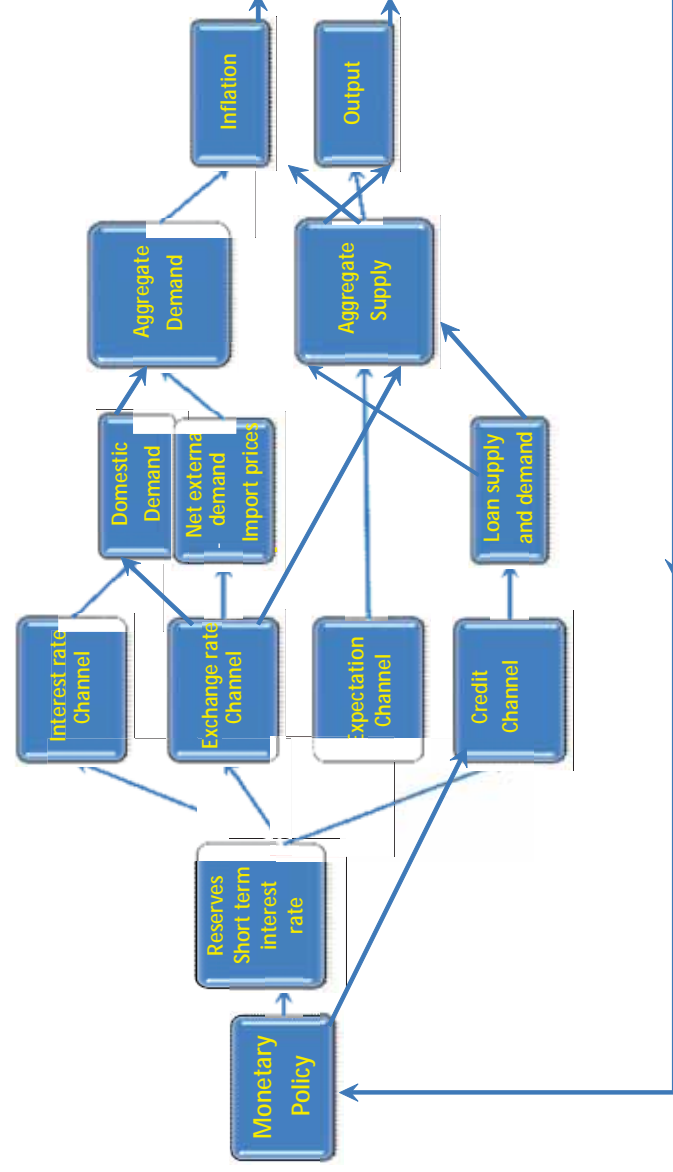 Monetary
Policy
Reserves
Short term
interest
rate
Interest rate
Channel
Exchange rate
Channel
Expectation
Channel
Credit
Channel
Domestic
Demand
Net externa
demand
-
Import prices
Loan supply
and demand
Aggregate
Demand
Aggregate
Supply
Inflation
Output